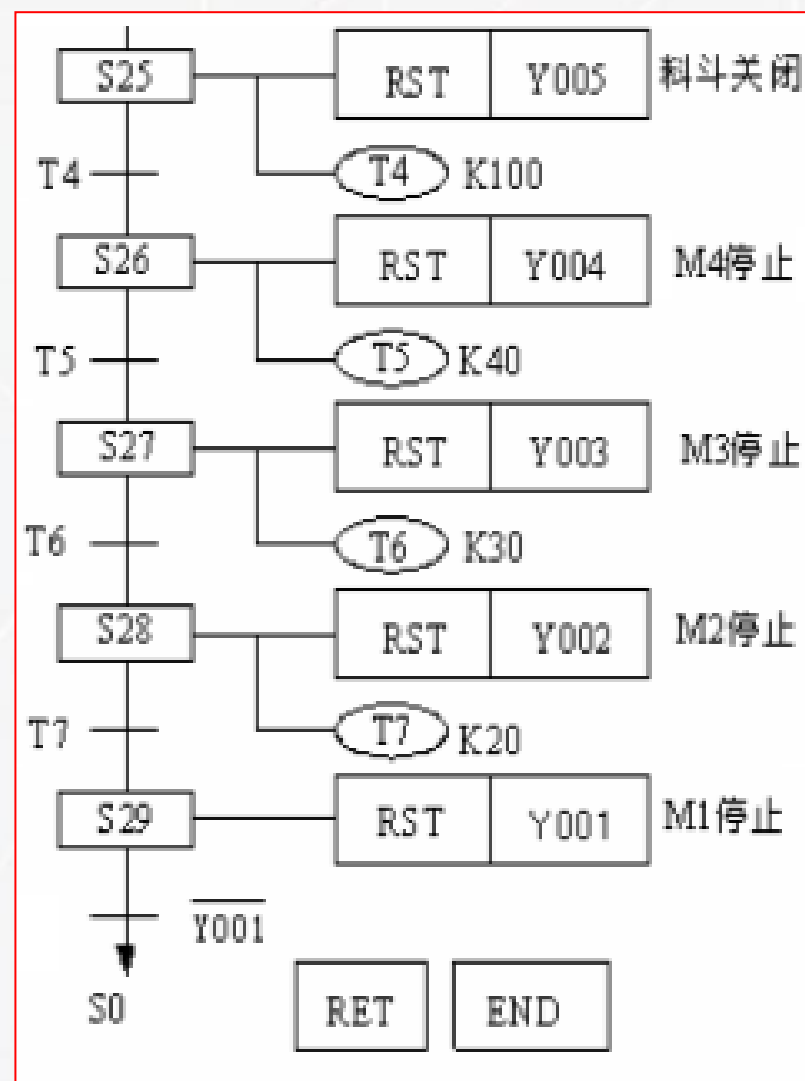 S25 RST Y005 料斗关闭
T4 T4 K100
S26 RST Y004 M4停止
T5 T5 K40
S27 RST Y003 M3停止
T6 T6 K30
S28 RST Y002 M2停止
T7 T7 K20
S29 RST Y001 M1停止
Y001
S0 RET END